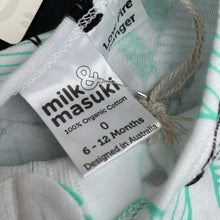 milk&
masuki
100% Organic Cotton
0
6 - 12 Months
Designed in Australia